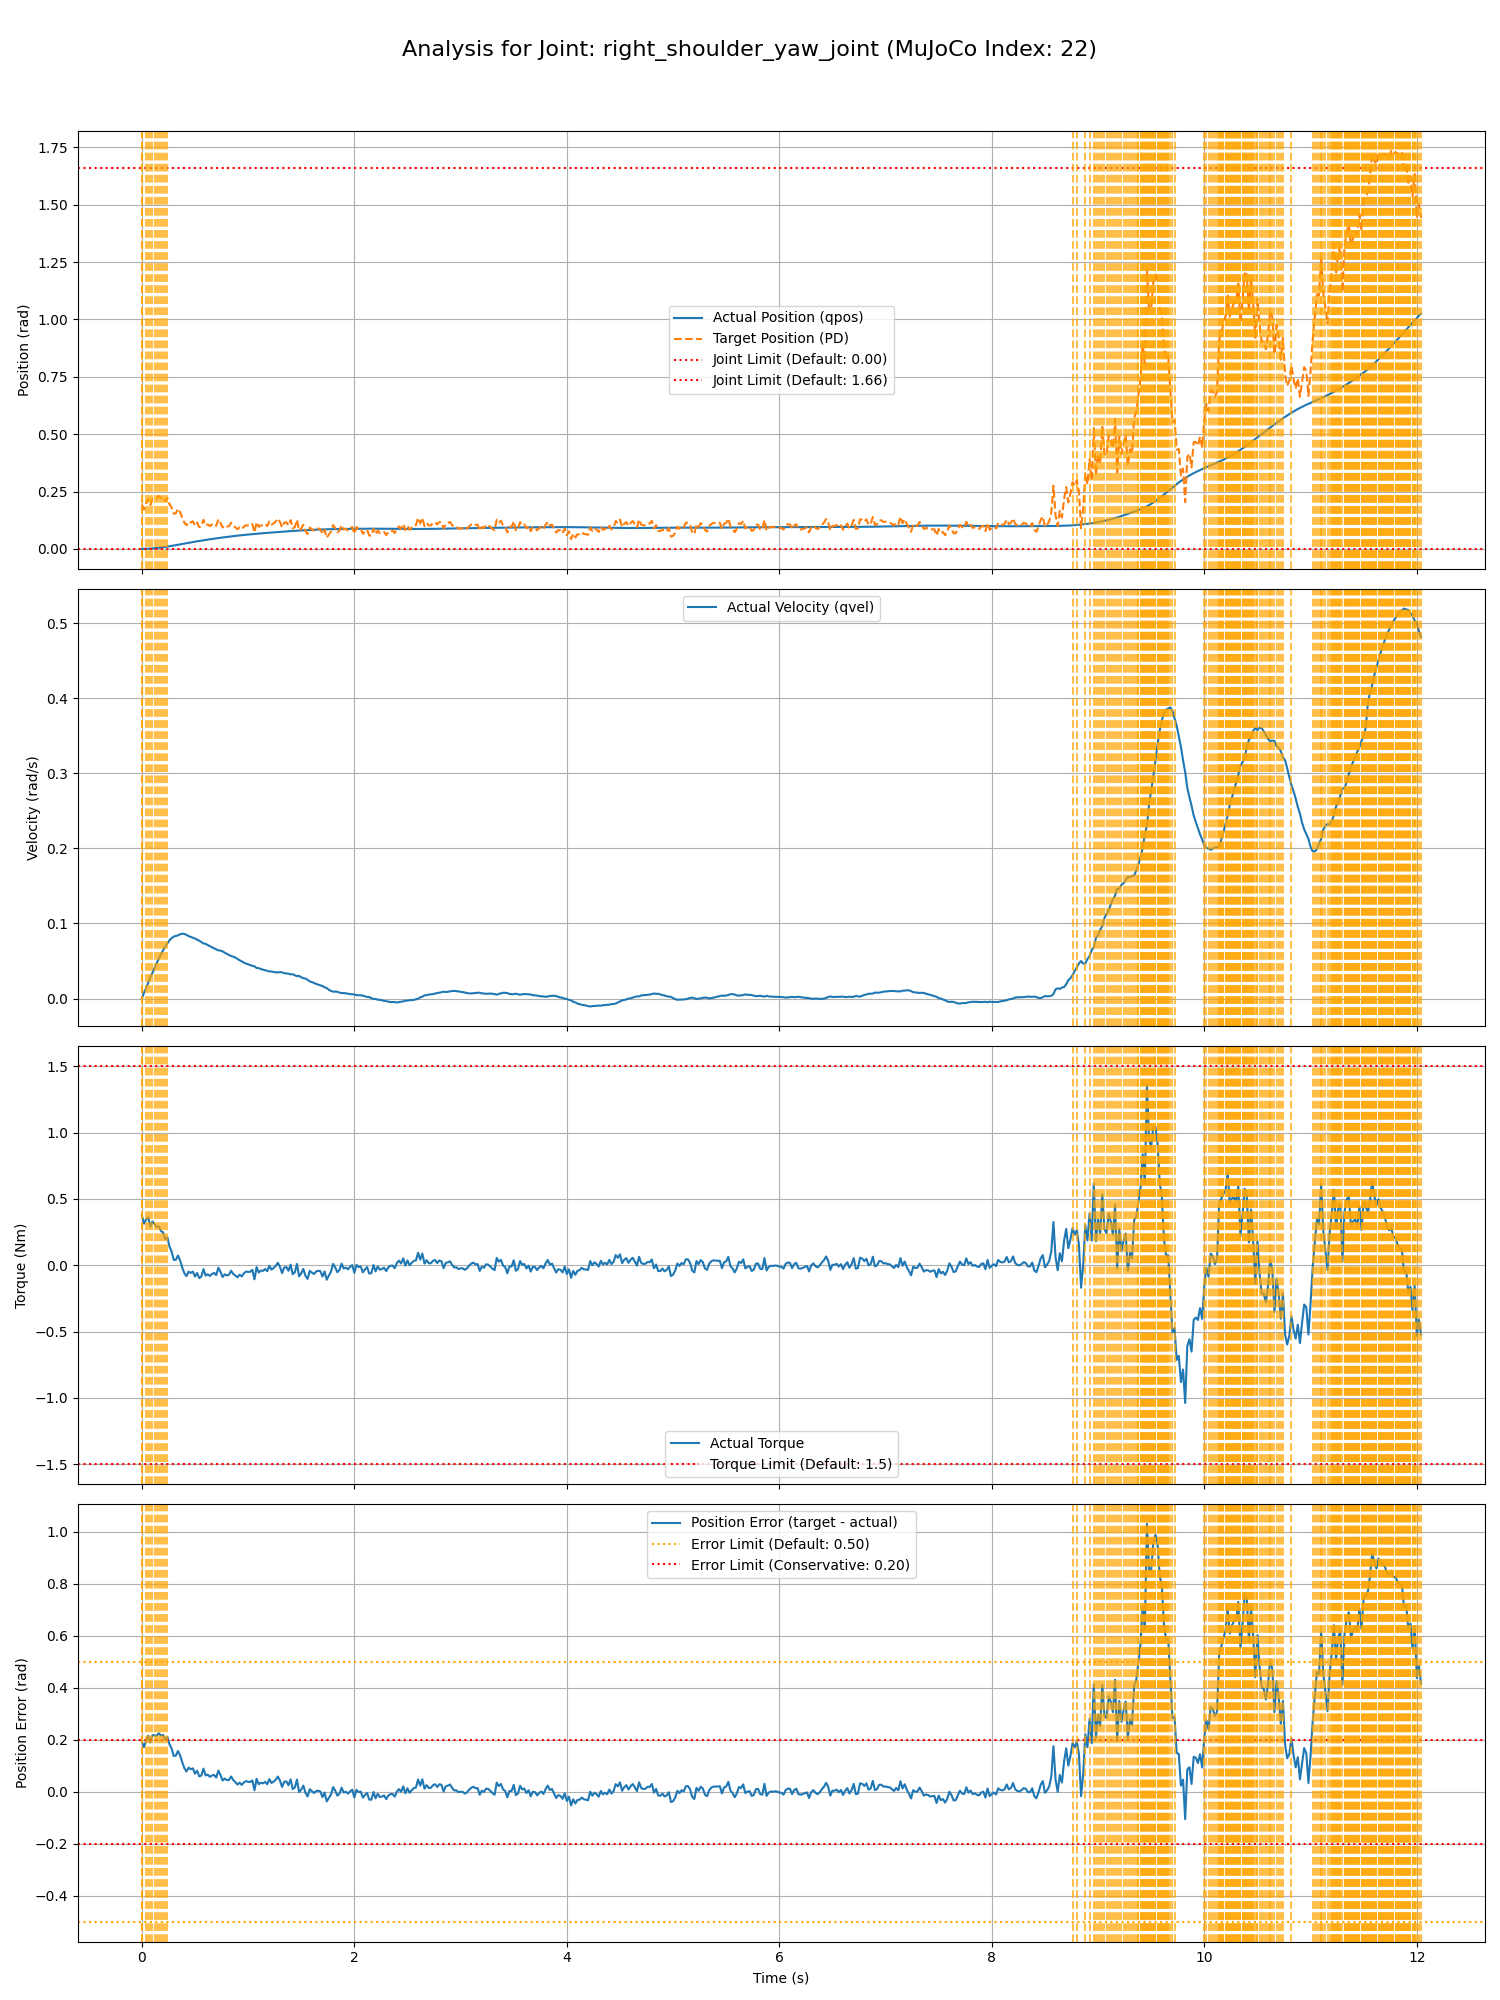 Analysis for Joint: right_shoulder_yaw_joint (MuJoCo Index: 22)
Position (rad)
1.75
1.50
1.25
1.00
0.75
0.50
0.25
0.00
Actual Position (qpos)
Target Position (PD)
Joint Limit (Default: 0.00)
Joint Limit (Default: 1.66)
Velocity (rad/s)
0.5
0.4
0.3
0.2
0.1
0.0
Actual Velocity (qvel)
Torque (Nm)
1.5
1.0
0.5
0.0
−0.5
−1.0
−1.5
Actual Torque
Torque Limit (Default: 1.5)
Position Error (rad)
1.0
0.8
0.6
0.4
0.2
0.0
−0.2
−0.4
Position Error (target - actual)
Error Limit (Default: 0.50)
Error Limit (Conservative: 0.20)
0 2 4 6 8 10 12
Time (s)